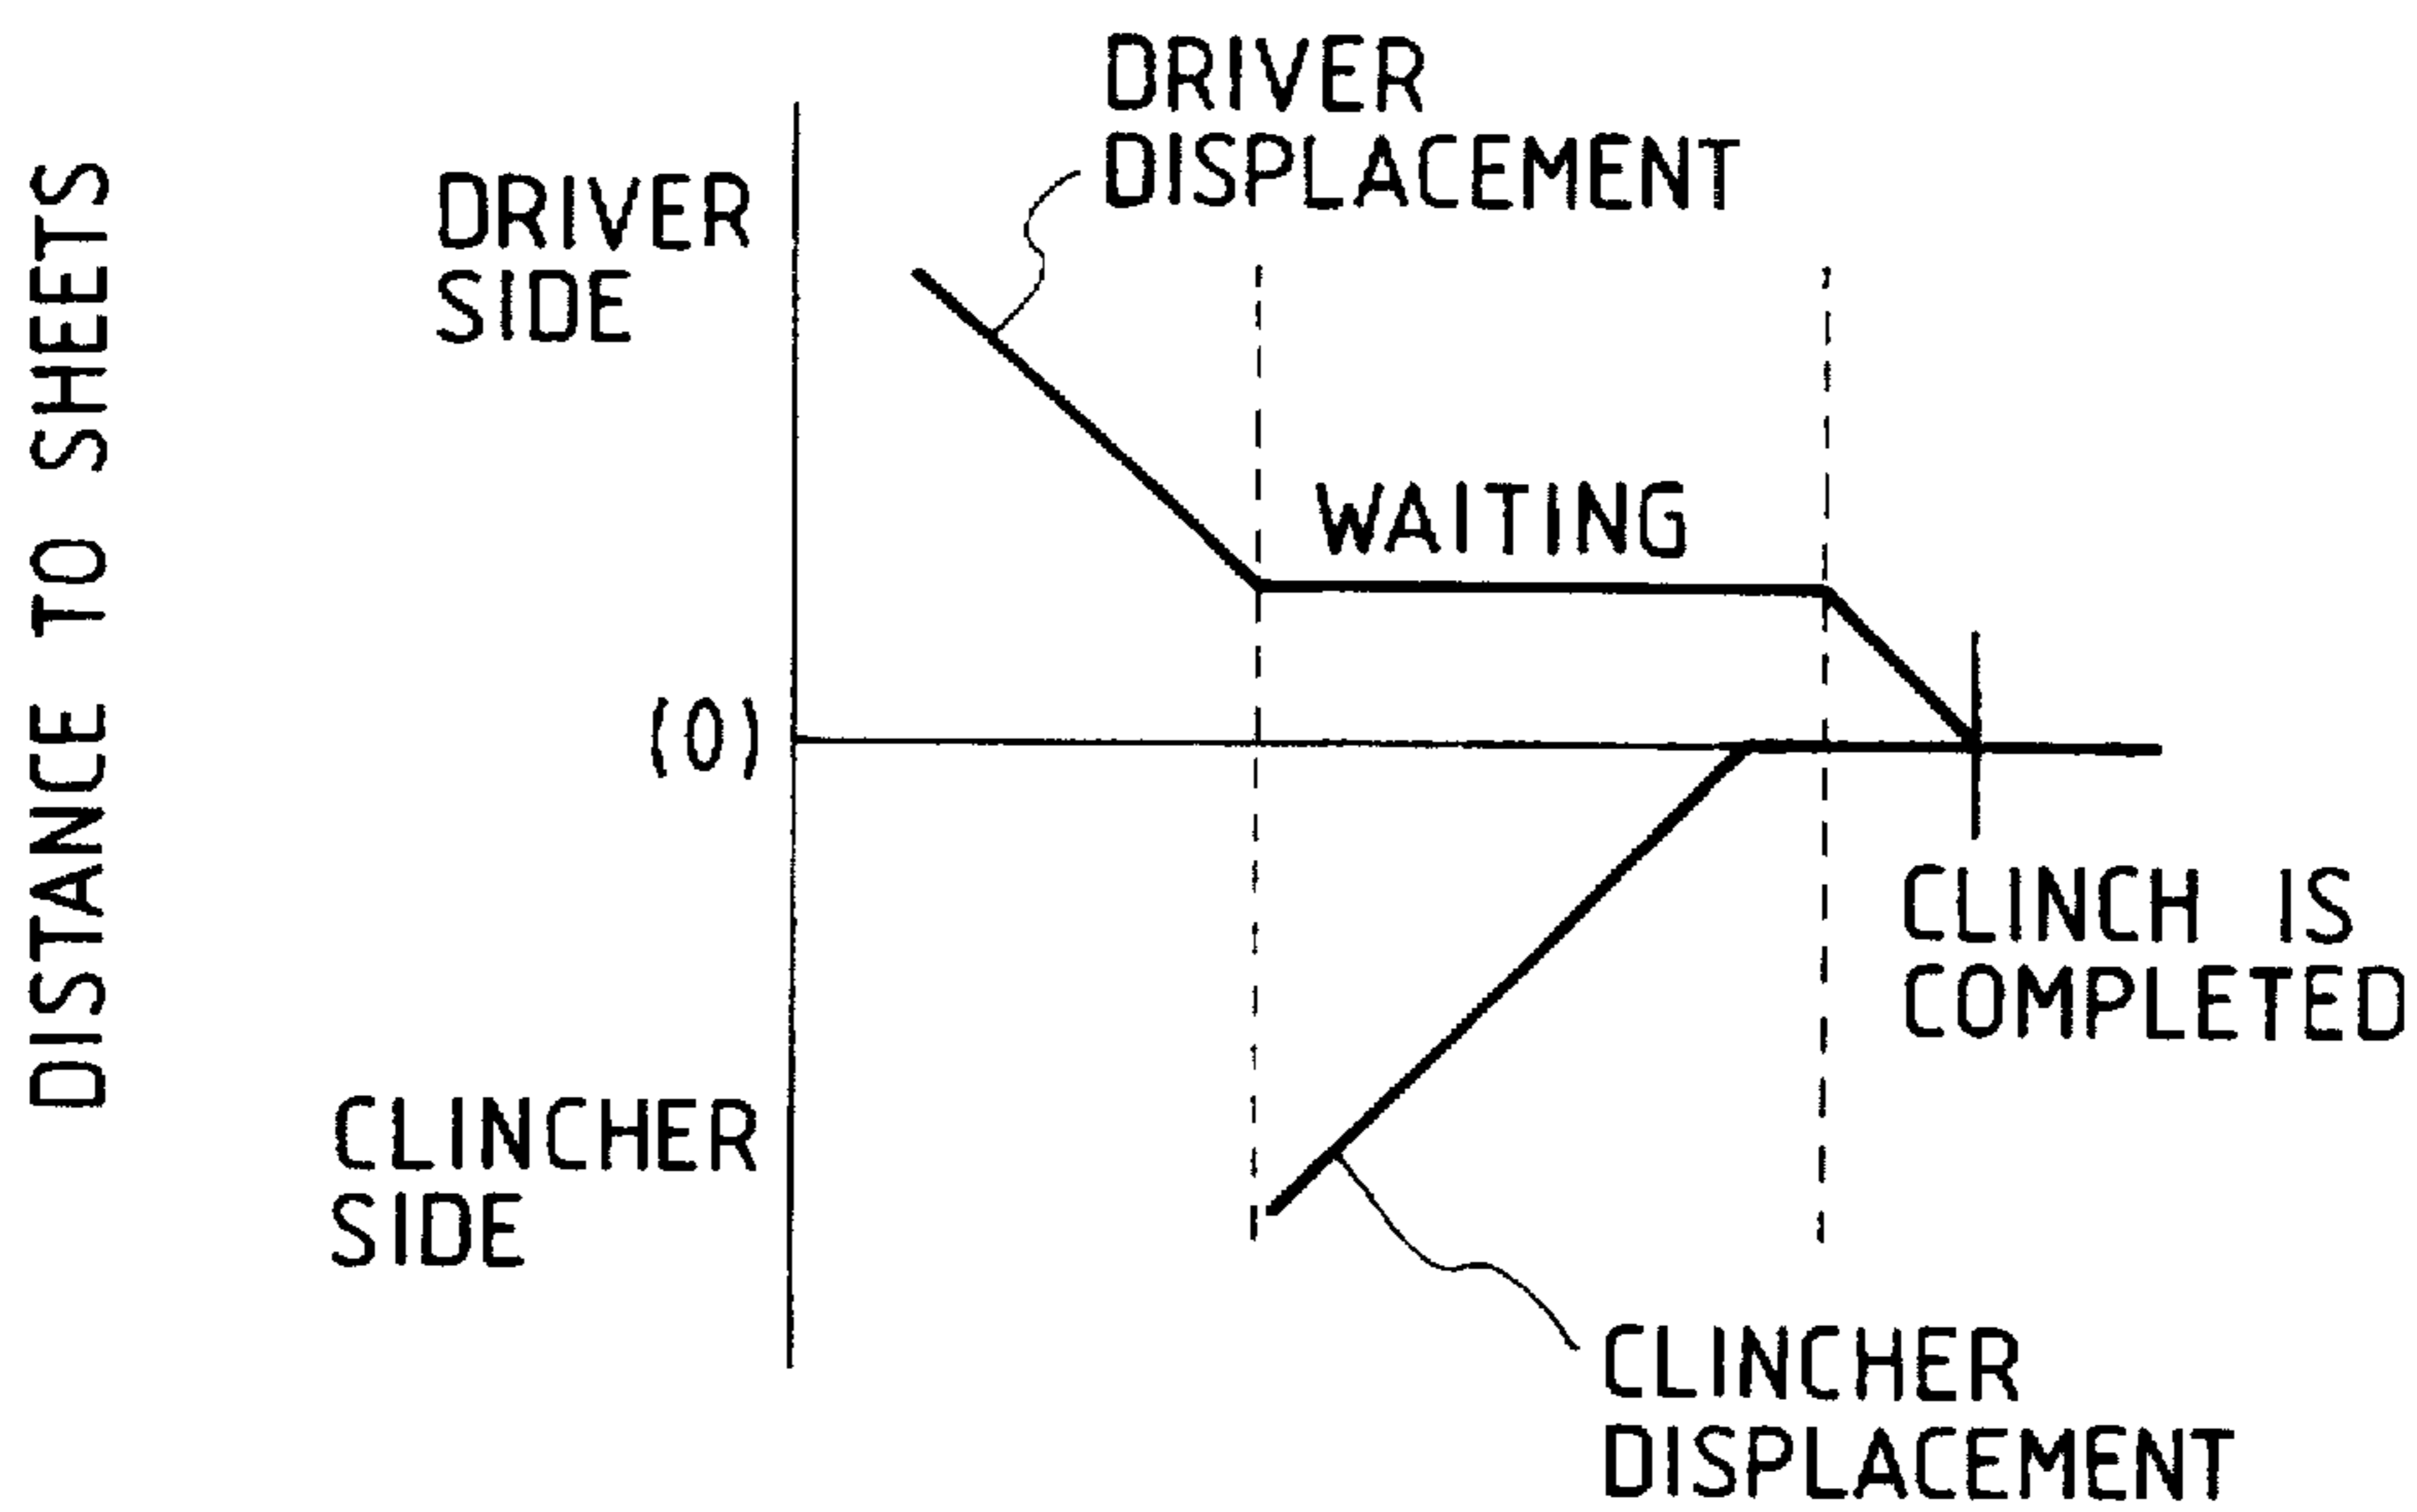 DRIVER
DISPLACEMENT
DRIVER
SIDE
DISTANCE TO SHEETS
WAITING
(0)
CLINCH IS
COMPLETED
CLINCHER
SIDE
CLINCHER
DISPLACEMENT